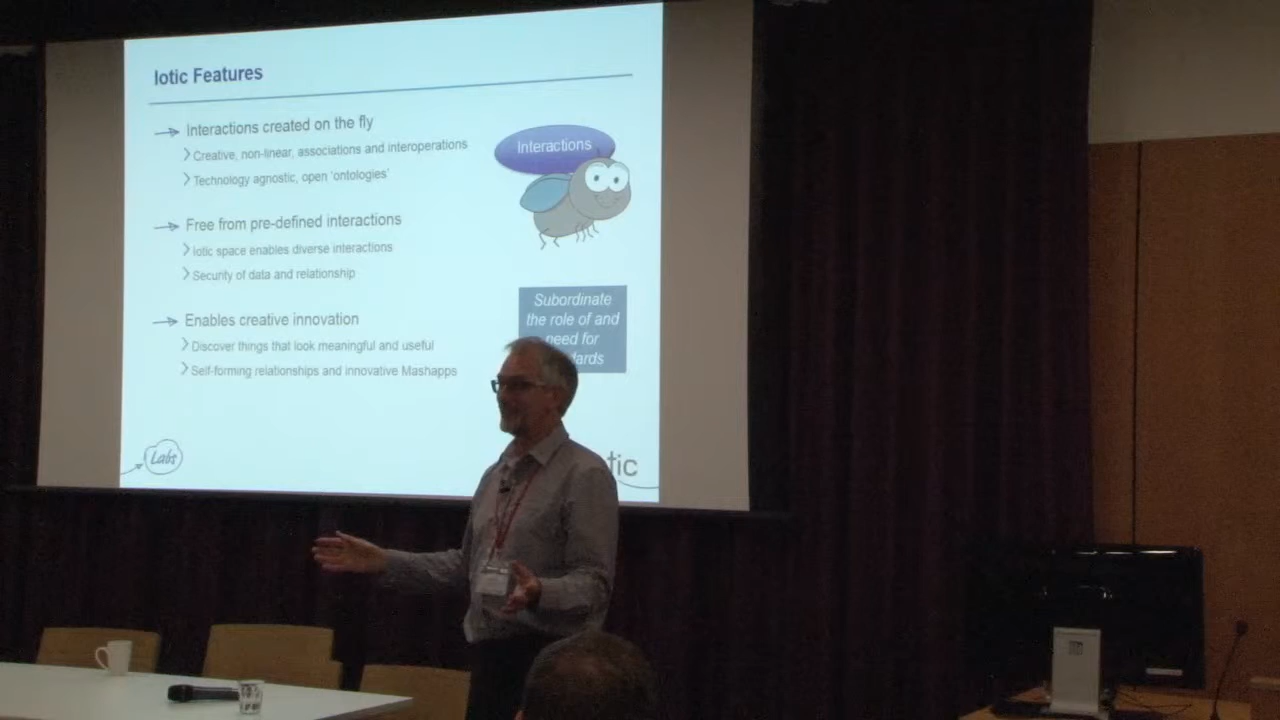 Iotic Features
Interactions created on the fly
Creative, non-linear, associations and interoperations
Technology agnostic, open 'ontologies'
Free from pre-defined interactions
Iotic space enables diverse interactions
Security of data and relationship
Enables creative innovation
Discover things that look meaningful and useful
Self-forming relationships and innovative Mashapps
Interactions
Subordinate
the role of and
need for
Labs